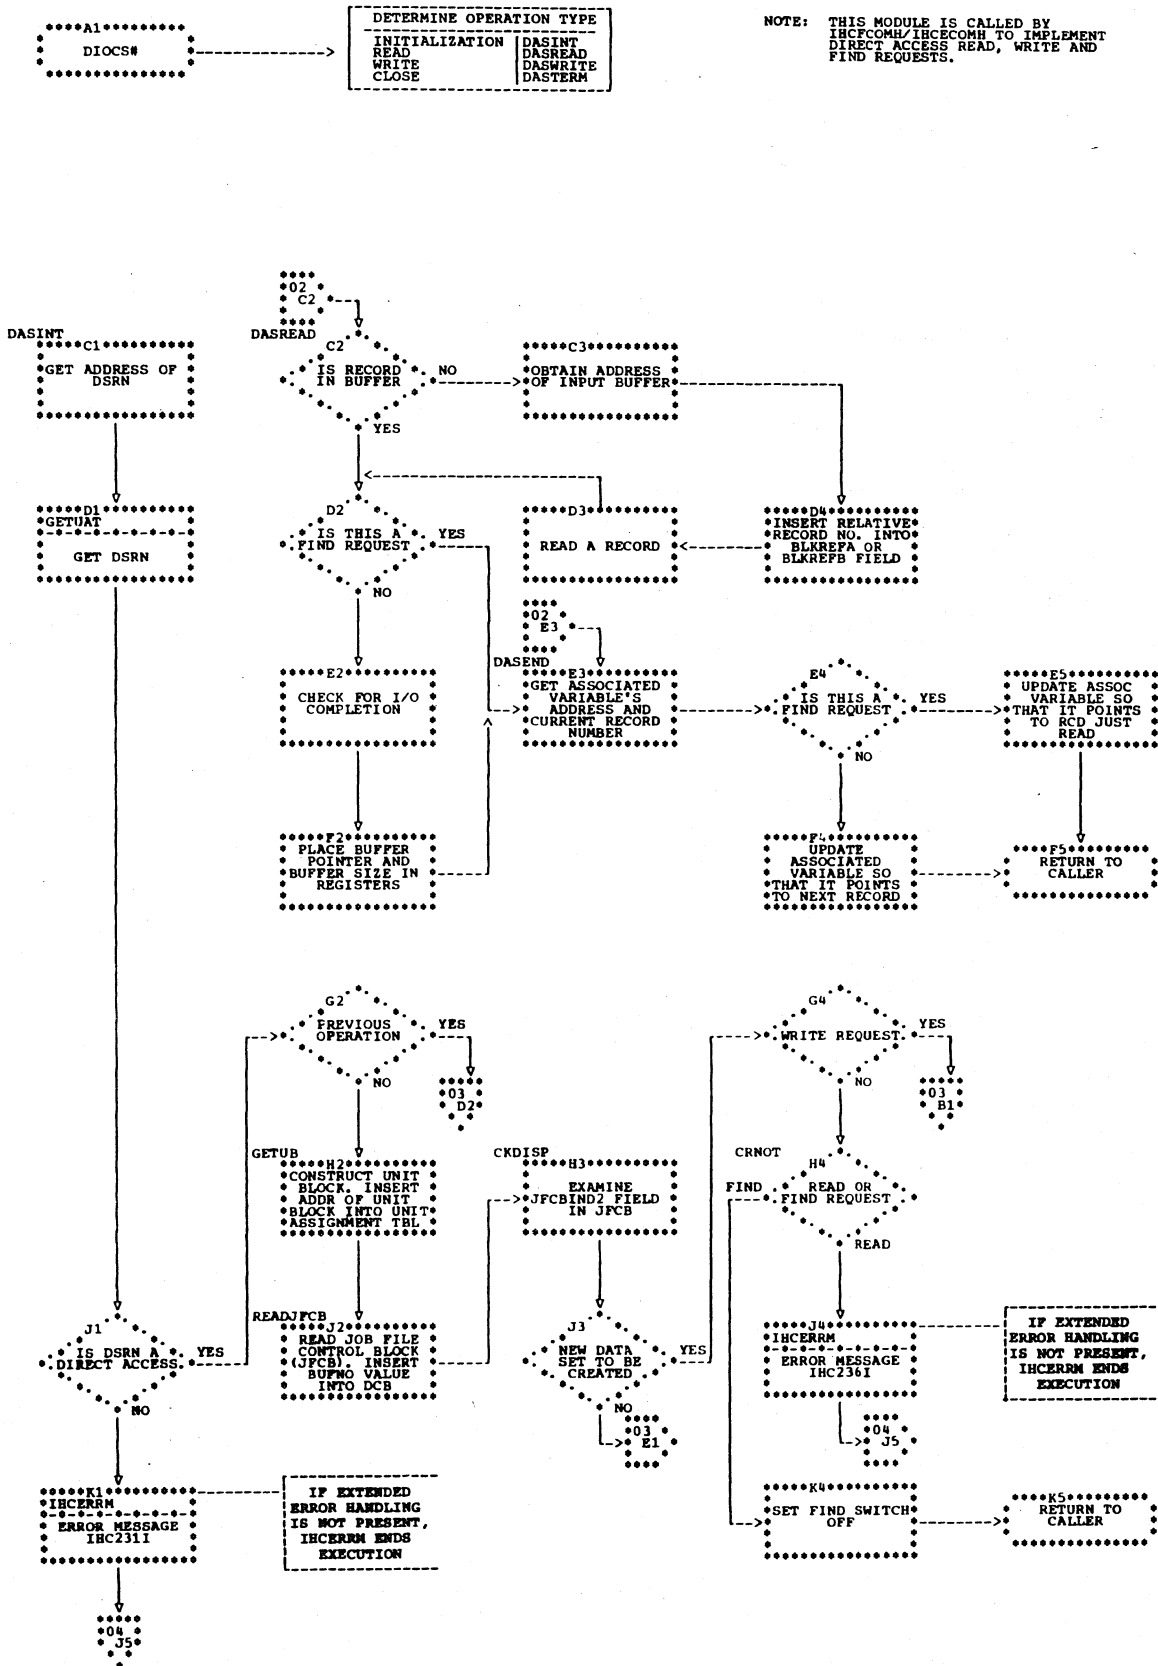 A1
DIOCS#
DETERMINE OPERATION TYPE
INITIALIZATION DASINT
READ DASREAD
WRITE DASWRITE
CLOSE DASTERM
NOTE: THIS MODULE IS CALLED BY
IHCFCOMH/IHCECOMH TO IMPLEMENT
DIRECT ACCESS READ, WRITE AND
FIND REQUESTS.
02
C2
DASINT
C1
GET ADDRESS OF
DSRN
DASREAD
C2
IS RECORD
IN BUFFER
NO
YES
C3
OBTAIN ADDRESS
OF INPUT BUFFER
D1
GETUAT
GET DSRN
D2
IS THIS A
FIND REQUEST
YES
NO
D3
READ A RECORD
D4
INSERT RELATIVE
RECORD NO. INTO
BLKREFA OR
BLKREFB FIELD
02
E3
E2
CHECK FOR I/O
COMPLETION
DASEND
E3
GET ASSOCIATED
VARIABLE'S
ADDRESS AND
CURRENT RECORD
NUMBER
E4
IS THIS A
FIND REQUEST
YES
NO
E5
UPDATE ASSOC
VARIABLE SO
THAT IT POINTS
TO RCD JUST
READ
F2
PLACE BUFFER
POINTER AND
BUFFER SIZE IN
REGISTERS
F4
UPDATE
ASSOCIATED
VARIABLE SO
THAT IT POINTS
TO NEXT RECORD
F5
RETURN TO
CALLER
G2
PREVIOUS
OPERATION
YES
NO
03
D2
G4
WRITE REQUEST
YES
NO
03
B1
GETUB
H2
CONSTRUCT UNIT
BLOCK. INSERT
ADDR OF UNIT
BLOCK INTO UNIT
ASSIGNMENT TBL
CKDISP
H3
EXAMINE
JFCBIND2 FIELD
IN JFCB
CRNOT
H4
READ OR
FIND REQUEST
FIND
READ
J1
IS DSRN A
DIRECT ACCESS
YES
NO
READJFCB
J2
READ JOB FILE
CONTROL BLOCK
(JFCB). INSERT
BUFNO VALUE
INTO DCB
J3
NEW DATA
SET TO BE
CREATED
YES
NO
03
E1
J4
IHCERRM
ERROR MESSAGE
IHC236I
IF EXTENDED
ERROR HANDLING
IS NOT PRESENT,
IHCERRM ENDS
EXECUTION
04
J5
K1
IHCERRM
ERROR MESSAGE
IHC231I
IF EXTENDED
ERROR HANDLING
IS NOT PRESENT,
IHCERRM ENDS
EXECUTION
K4
SET FIND SWITCH
OFF
K5
RETURN TO
CALLER
04
J5